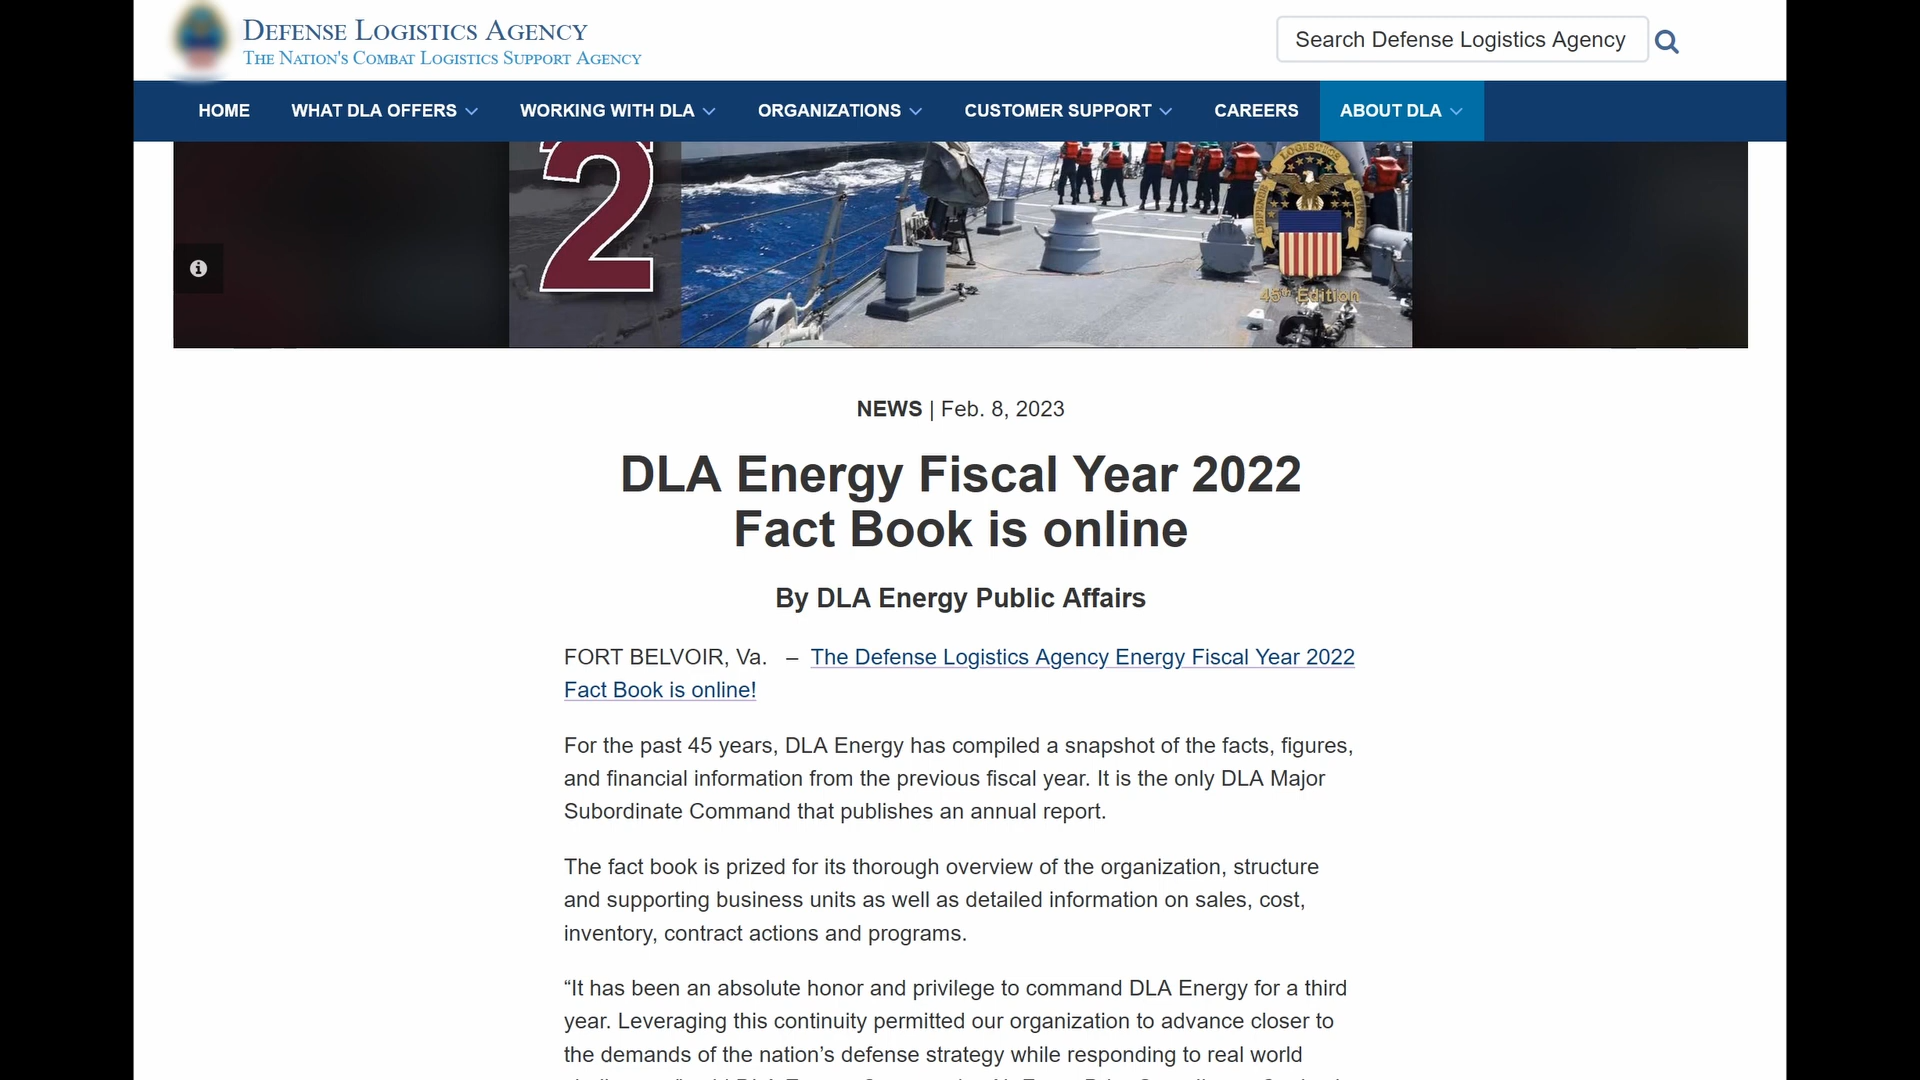 DEFENSE LOGISTICS AGENCY
THE NATION'S COMBAT LOGISTICS SUPPORT AGENCY
Search Defense Logistics Agency
HOME WHAT DLA OFFERS WORKING WITH DLA ORGANIZATIONS CUSTOMER SUPPORT CAREERS ABOUT DLA
2
LOGISTICS
DEFENSE
45th Edition
NEWS | Feb. 8, 2023
DLA Energy Fiscal Year 2022
Fact Book is online
By DLA Energy Public Affairs
FORT BELVOIR, Va. – The Defense Logistics Agency Energy Fiscal Year 2022
Fact Book is online!
For the past 45 years, DLA Energy has compiled a snapshot of the facts, figures,
and financial information from the previous fiscal year. It is the only DLA Major
Subordinate Command that publishes an annual report.
The fact book is prized for its thorough overview of the organization, structure
and supporting business units as well as detailed information on sales, cost,
inventory, contract actions and programs.
“It has been an absolute honor and privilege to command DLA Energy for a third
year. Leveraging this continuity permitted our organization to advance closer to
the demands of the nation’s defense strategy while responding to real world